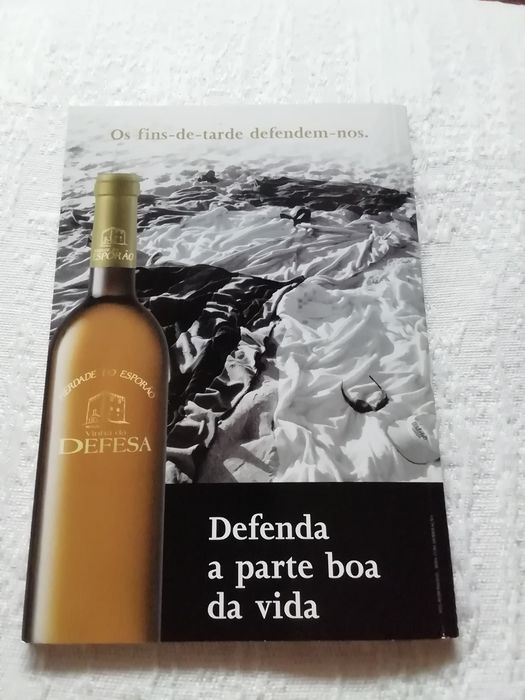 Os fins-de-tarde defendem-nos.
ESPORÃO
HERDADE DO ESPORÃO
Vinha da
DEFESA
Defenda
a parte boa
da vida